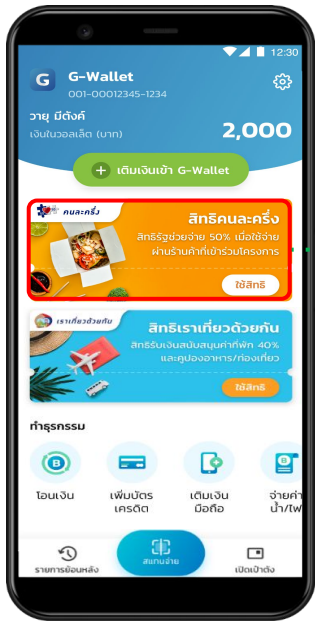 12:30
G
G-Wallet
001-00012345-1234
วายุ มีตังค์
เงินในวอลเล็ต (บาท)
2,000
+ เติมเงินเข้า G-Wallet
คนละครึ่ง
สิทธิคนละครึ่ง
สิทธิรัฐช่วยจ่าย 50% เมื่อใช้จ่าย
ผ่านร้านค้าที่เข้าร่วมโครงการ
ใช้สิทธิ
เราเที่ยวด้วยกัน
สิทธิเราเที่ยวด้วยกัน
สิทธิรับเงินสนับสนุนค่าที่พัก 40%
และคูปองอาหาร/ท่องเที่ยว
ใช้สิทธิ
ทำธุรกรรม
โอนเงิน
เพิ่มบัตร
เครดิต
เติมเงิน
มือถือ
จ่ายค่า
น้ำ/ไฟ
รายการย้อนหลัง
สแกนจ่าย
เปิดเป๋าตัง